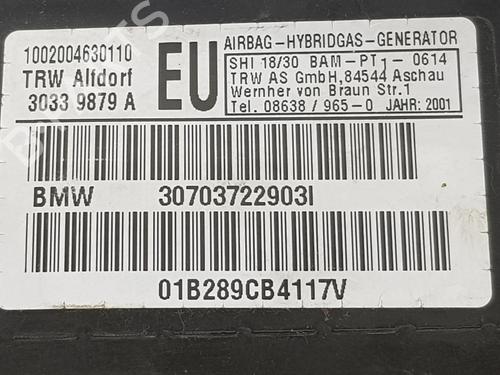 1002004630110
TRW Alfdorf
3033 9879 A
EU
AIRBAG-HYBRIDGAS-GENERATOR
SHI 18/30 BAM-PT1-0614
TRW AS GmbH,84544 Aschau
Wernher von Braun Str.1
Tel.08638/965-0 JAHR:2001
BMW 30703722903I
01B289CB4117V